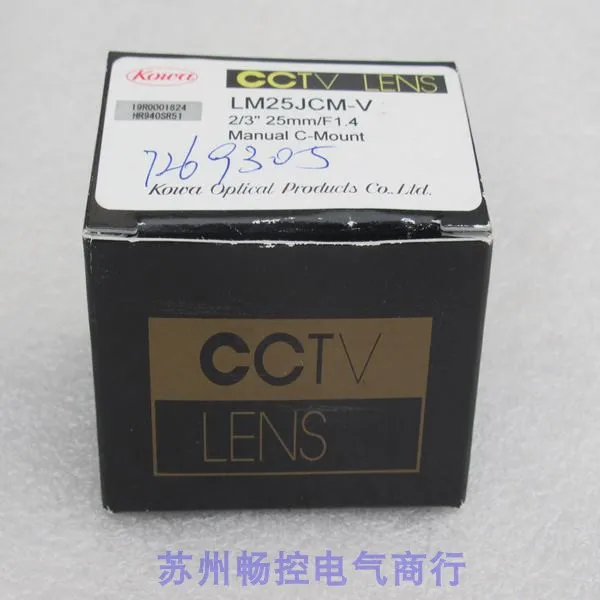 Kowa
CCTV LENS
19R0001824
HR940SR51
LM25JCM-V
2/3" 25mm/F1.4
Manual C-Mount
7269305
Kowa Optical Products Co.,Ltd.
CCTV
LENS
苏州畅控电气商行